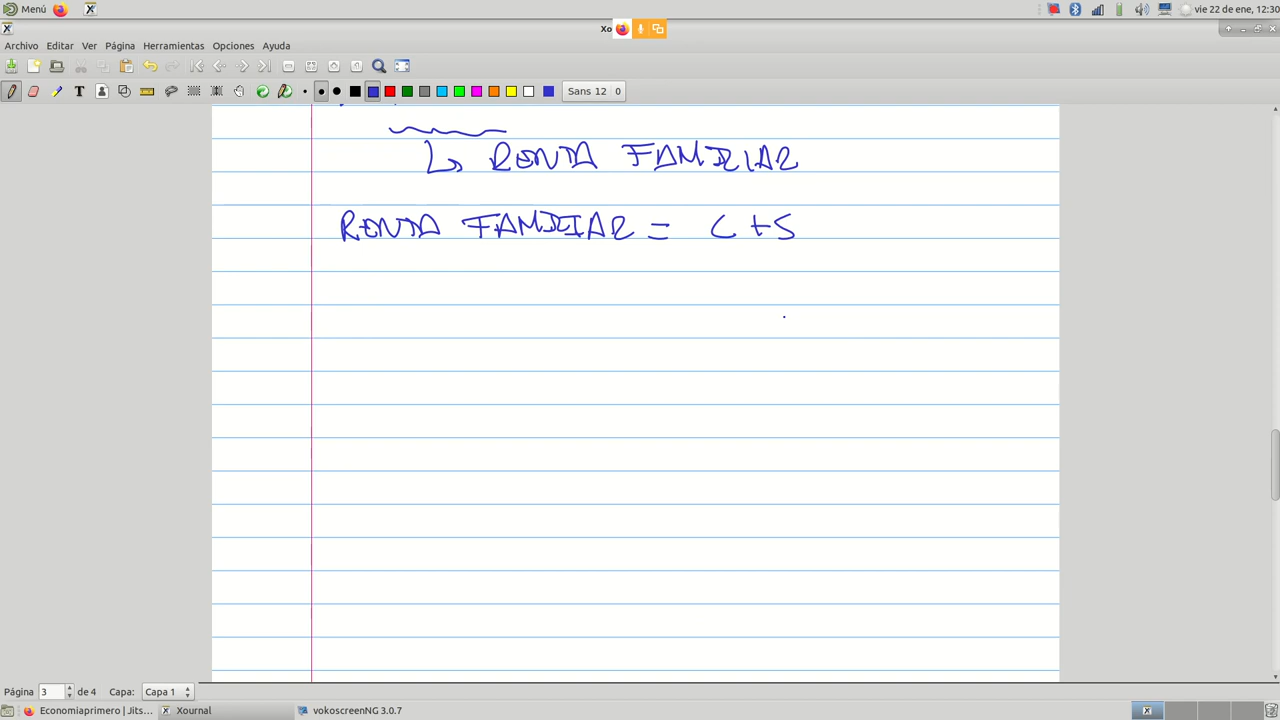 Menú
vie 22 de ene, 12:30
Xo
Archivo Editar Ver Página Herramientas Opciones Ayuda
Sans 12 0
↳ RENTA FAMILIAR
RENTA FAMILIAR = C + S
Página 3 de 4 Capa: Capa 1
Economiaprimero | Jits... Xournal vokoscreenNG 3.0.7